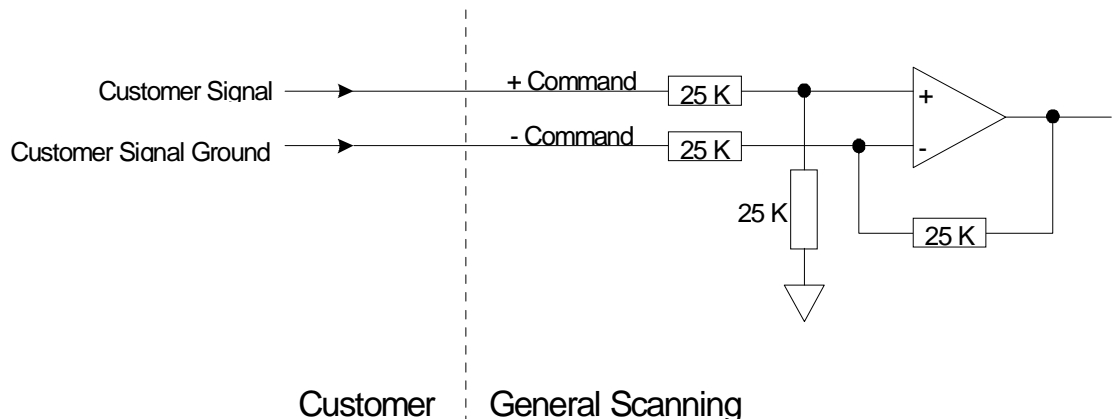 Customer Signal
+ Command
25 K
+
Customer Signal Ground
- Command
25 K
-
25 K
25 K
Customer
General Scanning